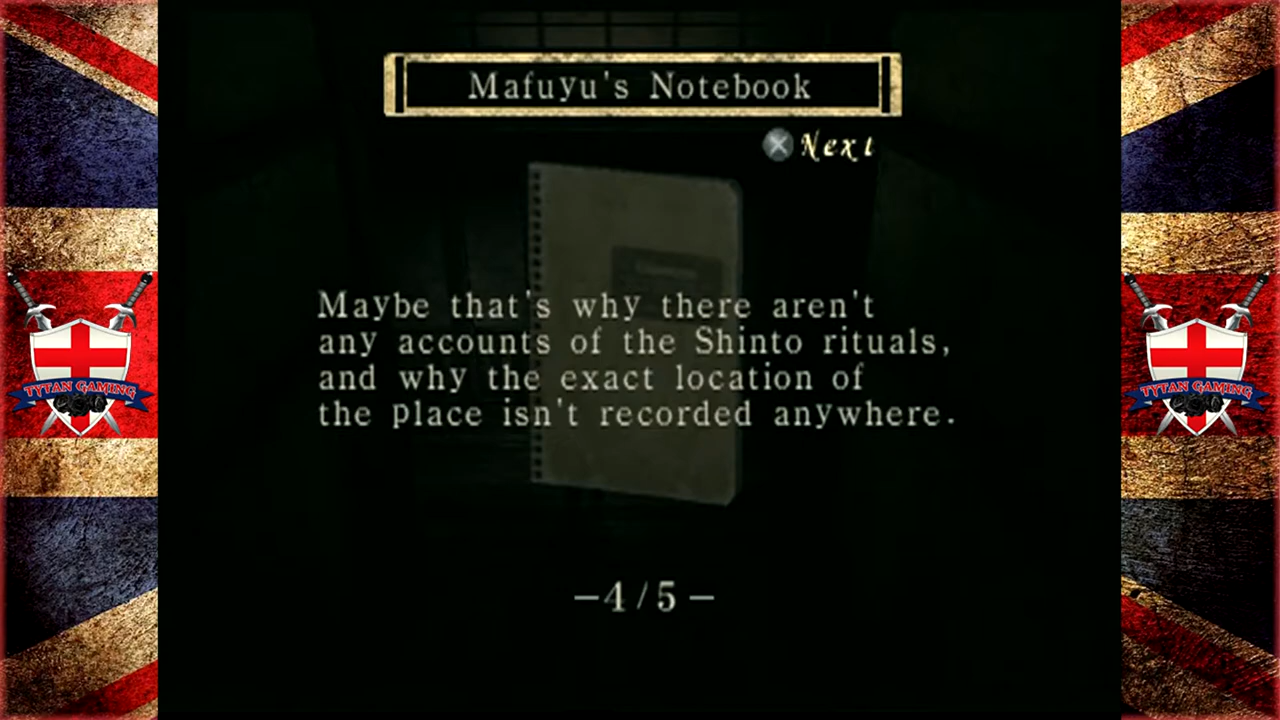 Mafuyu's Notebook
Next
Maybe that's why there aren't
any accounts of the Shinto rituals,
and why the exact location of
the place isn't recorded anywhere.
—4/5—
TYTAN GAMING
TYTAN GAMING